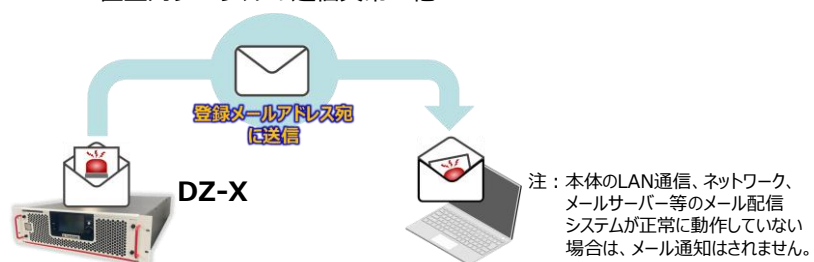 登録メールアドレス宛
に送信
DZ-X
注：本体のLAN通信、ネットワーク、
メールサーバー等のメール配信
システムが正常に動作していない
場合は、メール通知はされません。